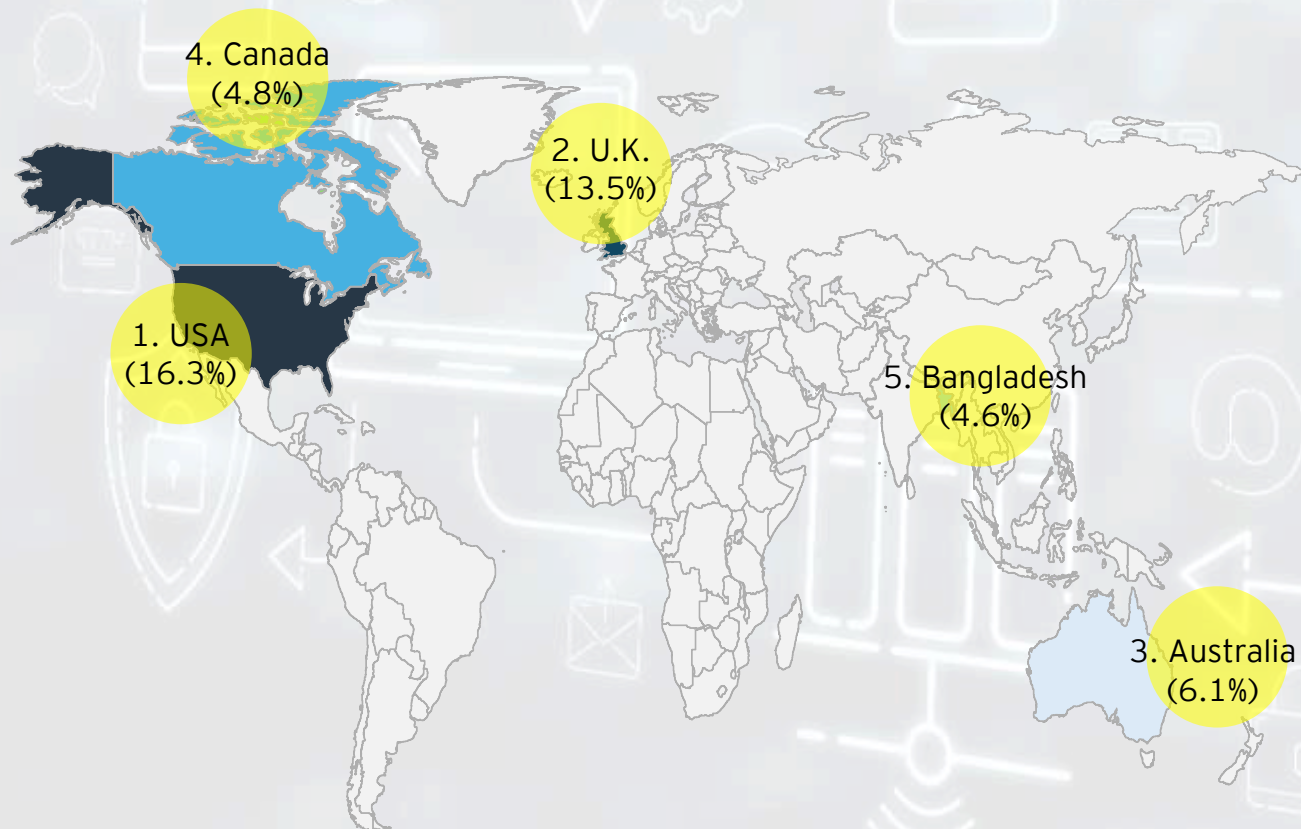 4. Canada
(4.8%)
2. U.K.
(13.5%)
1. USA
(16.3%)
5. Bangladesh
(4.6%)
3. Australia
(6.1%)